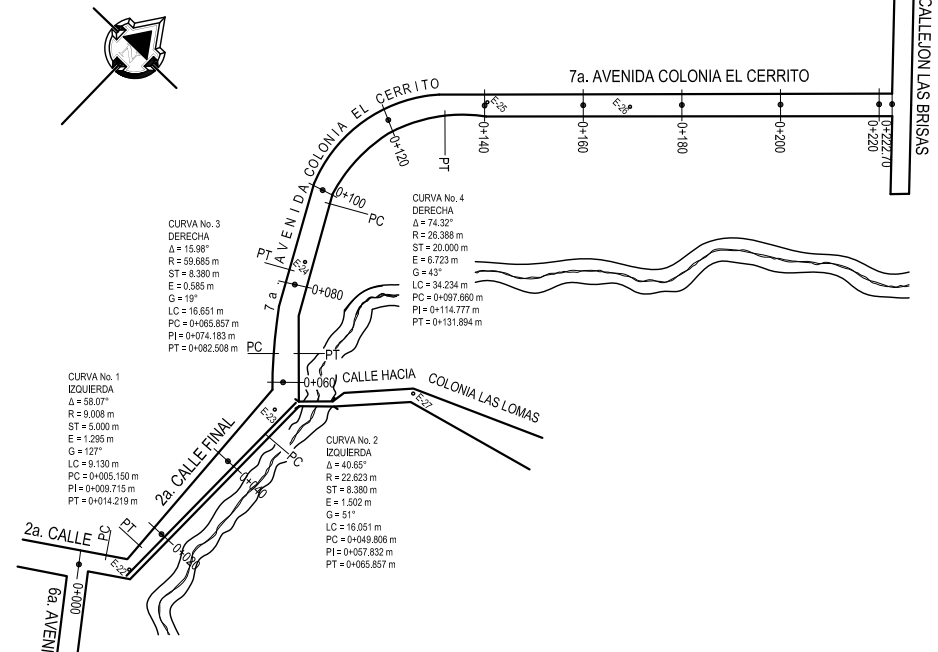 CALLEJON LAS BRISAS
7a. AVENIDA COLONIA EL CERRITO
E-25
E-26
0+140
0+160
0+180
0+200
0+220
0+222.70
7a AVENIDA COLONIA EL CERRITO
0+120
PT
0+100
PC
CURVA No. 4
DERECHA
Δ = 74.32°
R = 26.388 m
ST = 20.000 m
E = 6.723 m
G = 43°
LC = 34.234 m
PC = 0+097.660 m
PI = 0+114.777 m
PT = 0+131.894 m
CURVA No. 3
DERECHA
Δ = 15.98°
R = 59.685 m
ST = 8.380 m
E = 0.585 m
G = 19°
LC = 16.651 m
PC = 0+065.857 m
PI = 0+074.183 m
PT = 0+082.508 m
PT
E-24
0+080
PC
PT
0+060
CALLE HACIA COLONIA LAS LOMAS
E-27
CURVA No. 1
IZQUIERDA
Δ = 58.07°
R = 9.008 m
ST = 5.000 m
E = 1.295 m
G = 127°
LC = 9.130 m
PC = 0+005.150 m
PI = 0+009.715 m
PT = 0+014.219 m
E-23
2a. CALLE FINAL
PC
0+040
CURVA No. 2
IZQUIERDA
Δ = 40.65°
R = 22.623 m
ST = 8.380 m
E = 1.502 m
G = 51°
LC = 16.051 m
PC = 0+049.806 m
PI = 0+057.832 m
PT = 0+065.857 m
2a. CALLE
PC
PT
0+020
E-22
0+000
6a. AVENI